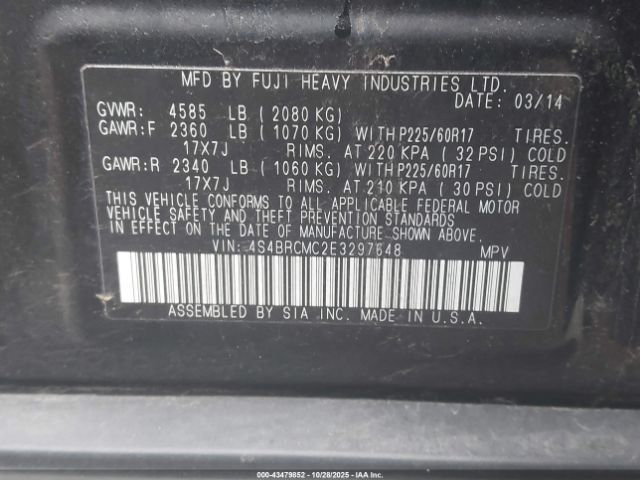 MFD BY FUJI HEAVY INDUSTRIES LTD.
DATE: 03/14
GVWR: 4585 LB ( 2080 KG)
GAWR:F 2360 LB ( 1070 KG) WITH P225/60R17 TIRES.
17X7J RIMS. AT 220 KPA ( 32 PSI) COLD
GAWR:R 2340 LB ( 1060 KG) WITH P225/60R17 TIRES.
17X7J RIMS. AT 210 KPA ( 30 PSI) COLD
THIS VEHICLE CONFORMS TO ALL APPLICABLE FEDERAL MOTOR
VEHICLE SAFETY AND THEFT PREVENTION STANDARDS
IN EFFECT ON THE DATE OF MANUFACTURE SHOWN ABOVE.
VIN: 4S4BRCMC2E3297648 MPV
ASSEMBLED BY SIA INC. MADE IN U.S.A.
000-43479852 | 10/28/2025 - IAA Inc.